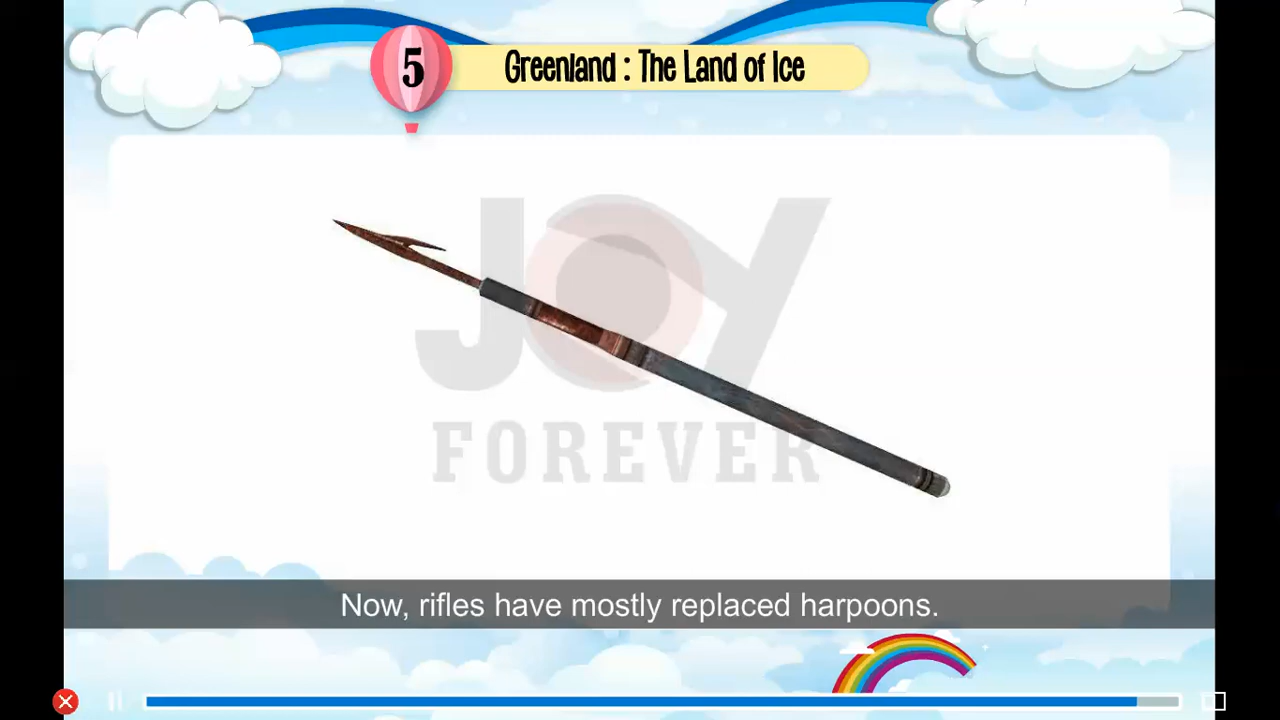 5
Greenland : The Land of Ice
JOY
FOREVER
Now, rifles have mostly replaced harpoons.